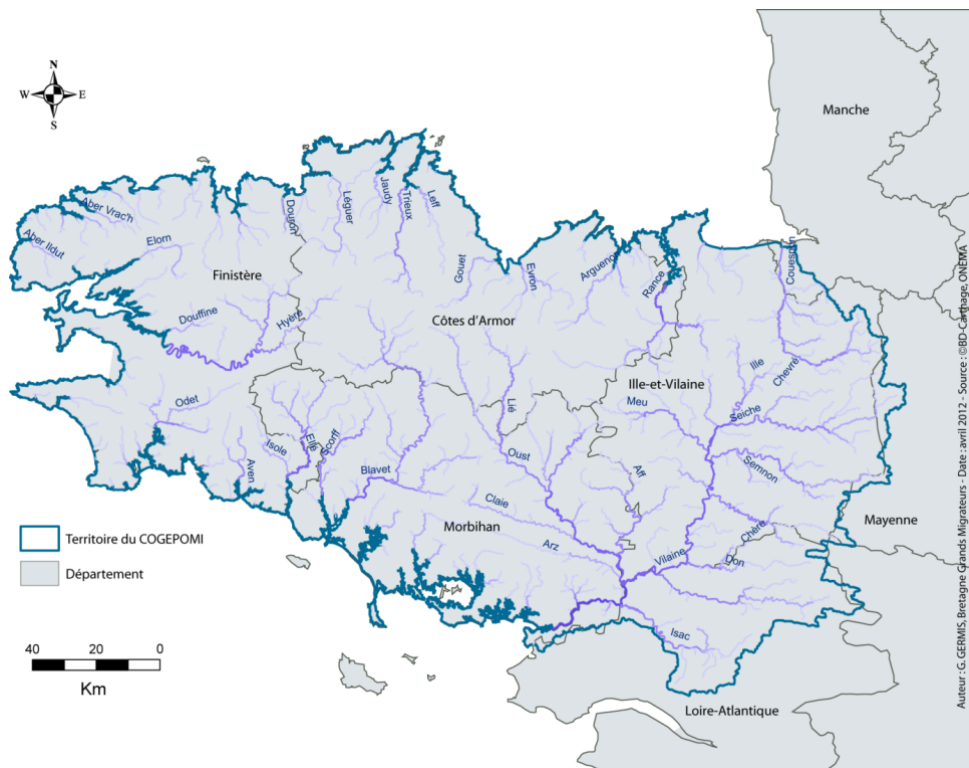 Manche
N
W
E
S
Aber Vrac'h
Aber Ildut
Elorn
Douron
Léguer
Jaudy
Trieux
Leff
Finistère
Gouet
Evron
Arguenon
Rance
Couesnon
Douffine
Hyère
Côtes d'Armor
Ille-et-Vilaine
Ille
Chevré
Meu
Seiche
Odet
Lié
Isole
Ellé
Scorff
Aven
Oust
Aff
Semnon
Blavet
Claie
Morbihan
Arz
Vilaine
Chère
Don
Mayenne
Isac
Loire-Atlantique
Territoire du COGEPOMI
Département
40 20 0
Km
Auteur : G. GERMIS, Bretagne Grands Migrateurs - Date : avril 2012 - Source : ©BD-Carthage, ONEMA